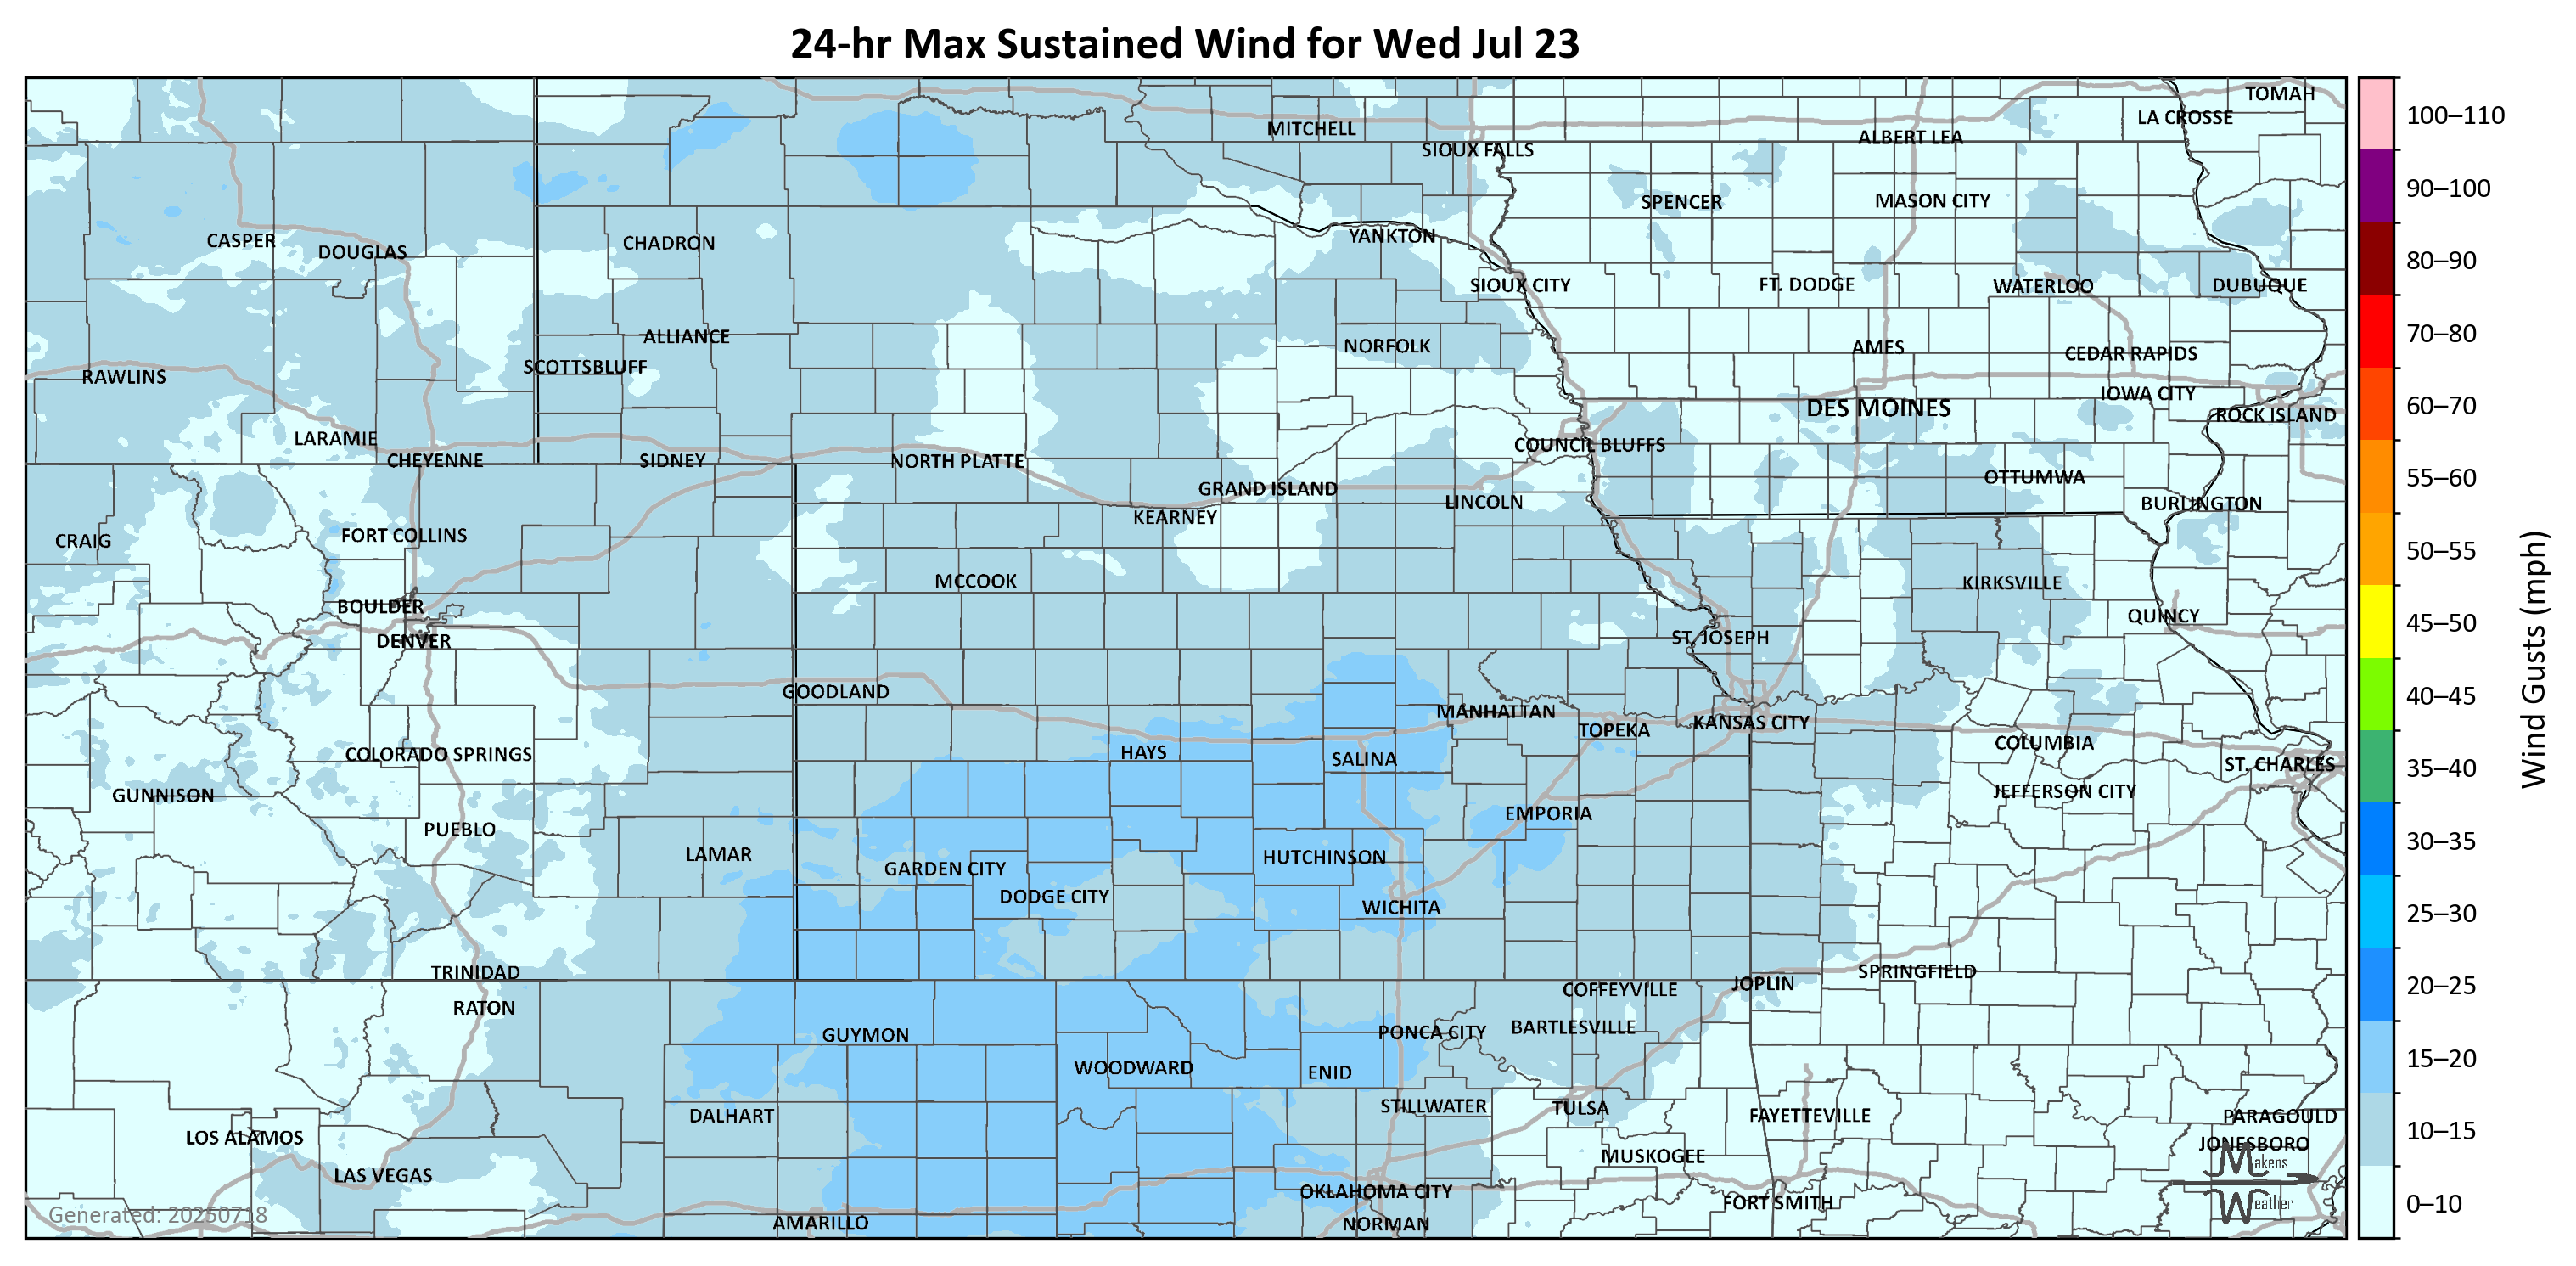 24-hr Max Sustained Wind for Wed Jul 23
TOMAH
LA CROSSE
MITCHELL
ALBERT LEA
SIOUX FALLS
SPENCER
MASON CITY
CASPER
DOUGLAS
CHADRON
YANKTON
SIOUX CITY
FT. DODGE
WATERLOO
DUBUQUE
ALLIANCE
NORFOLK
AMES
CEDAR RAPIDS
SCOTTSBLUFF
RAWLINS
IOWA CITY
DES MOINES
ROCK ISLAND
LARAMIE
COUNCIL BLUFFS
CHEYENNE
SIDNEY
NORTH PLATTE
OTTUMWA
GRAND ISLAND
LINCOLN
BURLINGTON
KEARNEY
CRAIG
FORT COLLINS
MCCOOK
KIRKSVILLE
BOULDER
QUINCY
DENVER
ST. JOSEPH
GOODLAND
MANHATTAN
TOPEKA
KANSAS CITY
COLORADO SPRINGS
HAYS
SALINA
COLUMBIA
ST. CHARLES
GUNNISON
JEFFERSON CITY
EMPORIA
PUEBLO
LAMAR
HUTCHINSON
GARDEN CITY
DODGE CITY
WICHITA
TRINIDAD
SPRINGFIELD
JOPLIN
COFFEYVILLE
RATON
GUYMON
PONCA CITY
BARTLESVILLE
WOODWARD
ENID
DALHART
STILLWATER
TULSA
FAYETTEVILLE
PARAGOULD
LOS ALAMOS
JONESBORO
LAS VEGAS
MUSKOGEE
OKLAHOMA CITY
FORT SMITH
AMARILLO
NORMAN
Generated: 20250718
Makens
Weather
100–110
90–100
80–90
70–80
60–70
55–60
50–55
45–50
40–45
35–40
30–35
25–30
20–25
15–20
10–15
0–10
Wind Gusts (mph)